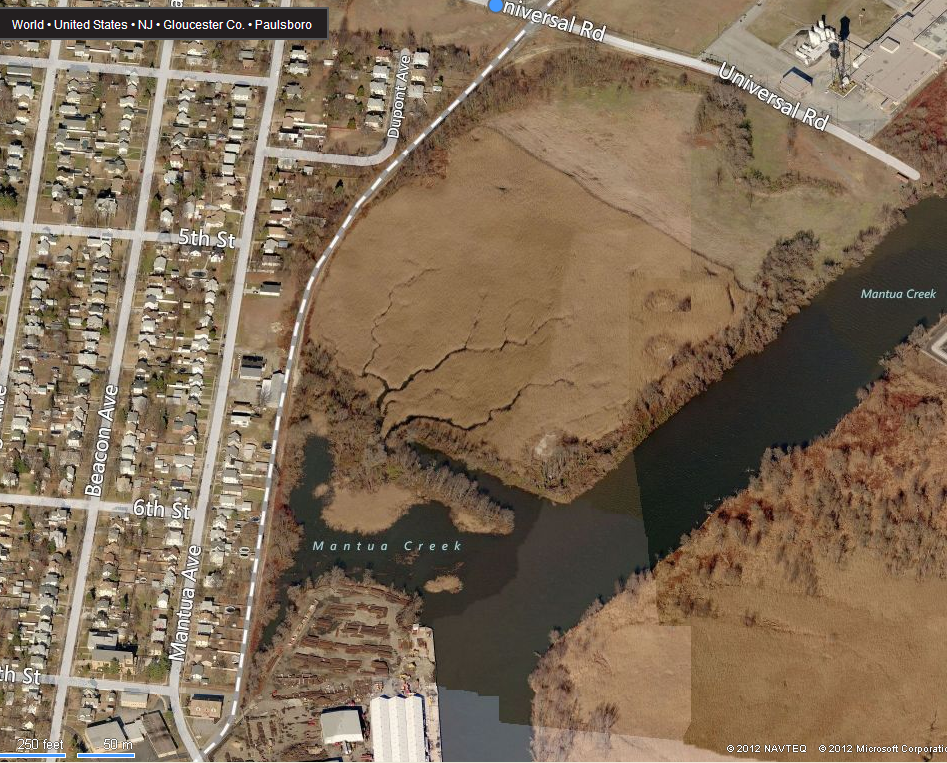 World • United States • NJ • Gloucester Co. • Paulsboro
Universal Rd
Universal Rd
Dupont Ave
5th St
Mantua Creek
Beacon Ave
6th St
Mantua Creek
Mantua Ave
th St
250 feet
50 m
© 2012 NAVTEQ © 2012 Microsoft Corporatio